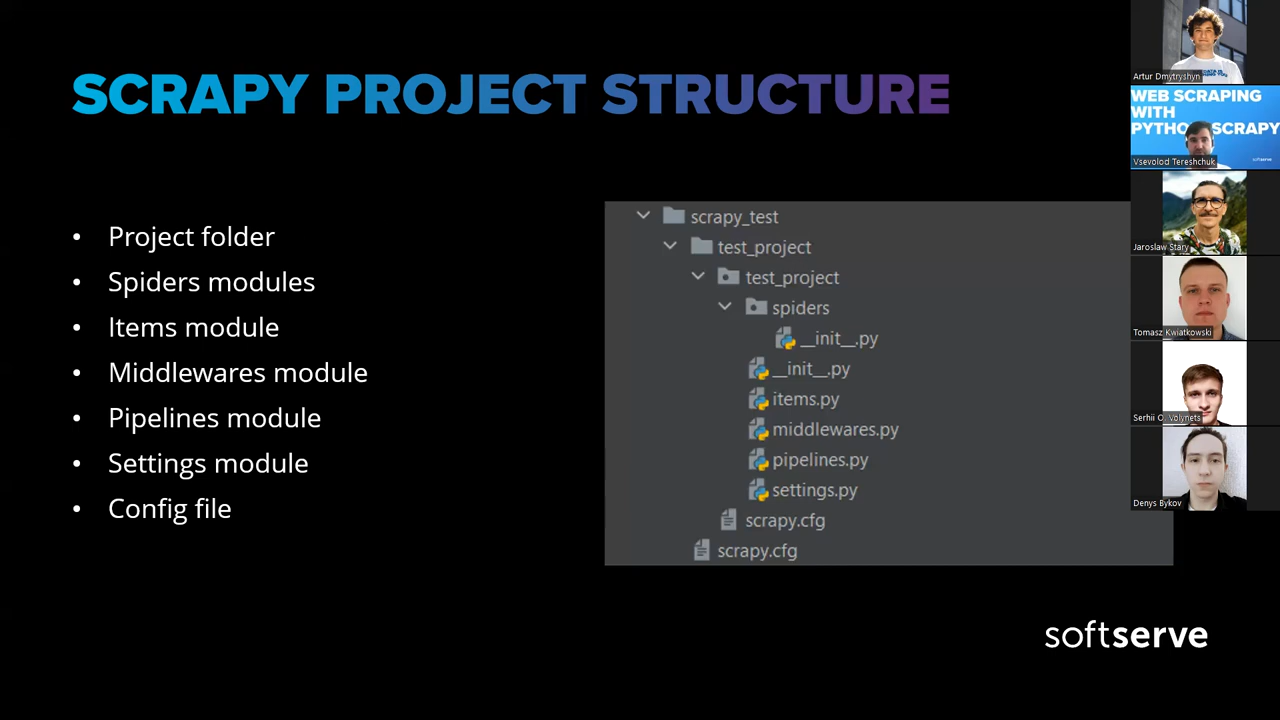 SCRAPY PROJECT STRUCTURE
• Project folder
• Spiders modules
• Items module
• Middlewares module
• Pipelines module
• Settings module
• Config file
scrapy_test
test_project
test_project
spiders
__init__.py
__init__.py
items.py
middlewares.py
pipelines.py
settings.py
scrapy.cfg
scrapy.cfg
softserve
Artur Dmytryshyn
WEB SCRAPING
WITH
PYTHON SCRAPY
softserve
Vsevolod Tereshchuk
Jaroslaw Stary
Tomasz Kwiatkowski
Serhii O. Volynets
Denys Bykov